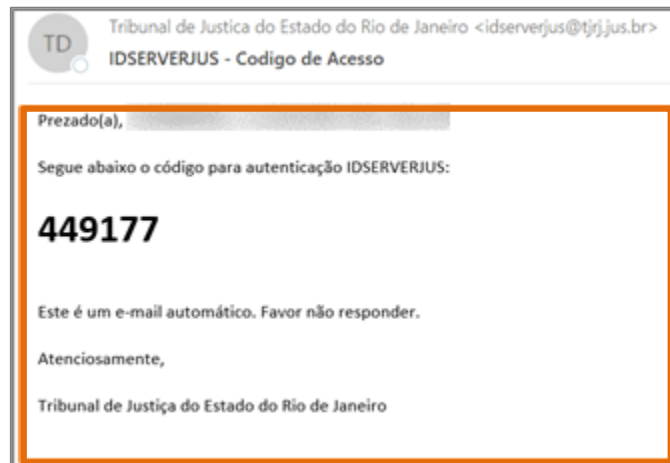 TD
Tribunal de Justica do Estado do Rio de Janeiro <idserverjus@tjrj.jus.br>
IDSERVERJUS - Codigo de Acesso
Prezado(a),
Segue abaixo o código para autenticação IDSERVERJUS:
449177
Este é um e-mail automático. Favor não responder.
Atenciosamente,
Tribunal de Justiça do Estado do Rio de Janeiro